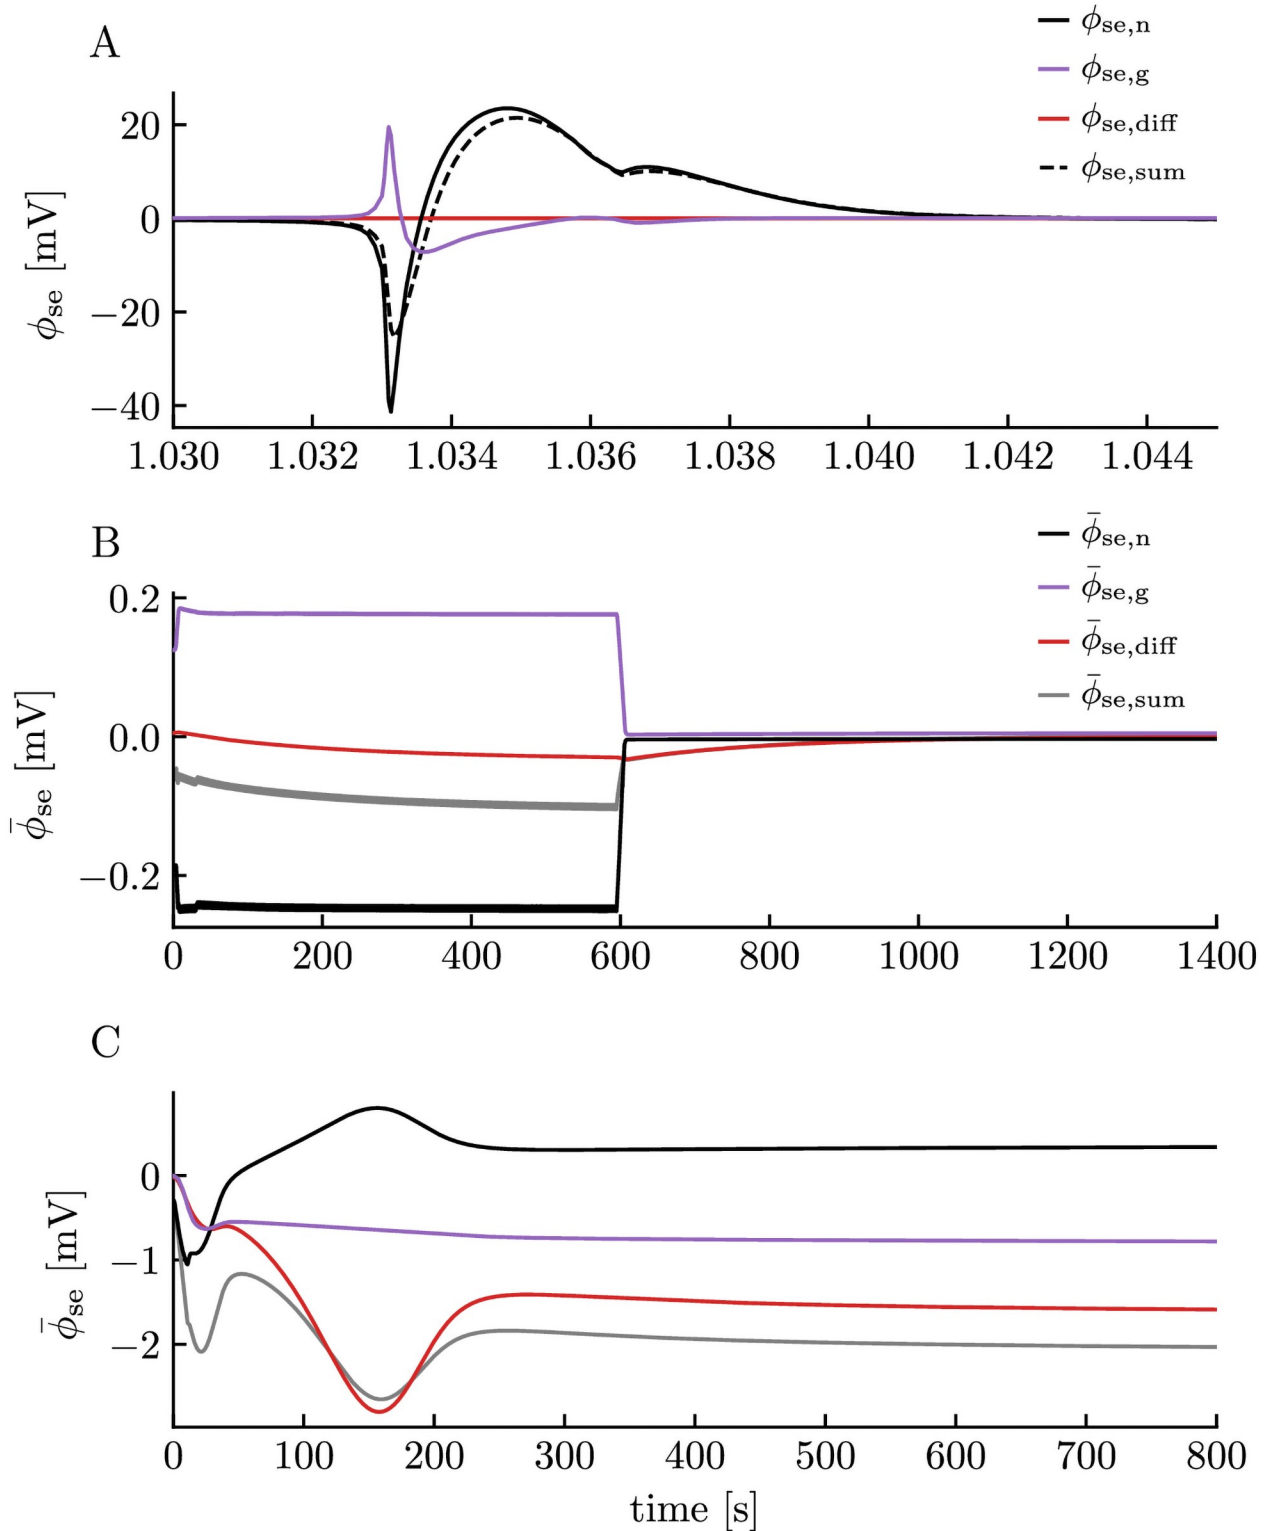 A
ϕse,n
ϕse,g
ϕse,diff
ϕse,sum
ϕse [mV]
20
0
−20
−40
1.030 1.032 1.034 1.036 1.038 1.040 1.042 1.044
B
ϕ̄se,n
ϕ̄se,g
ϕ̄se,diff
ϕ̄se,sum
ϕ̄se [mV]
0.2
0.0
−0.2
0 200 400 600 800 1000 1200 1400
C
ϕ̄se [mV]
0
−1
−2
0 100 200 300 400 500 600 700 800
time [s]